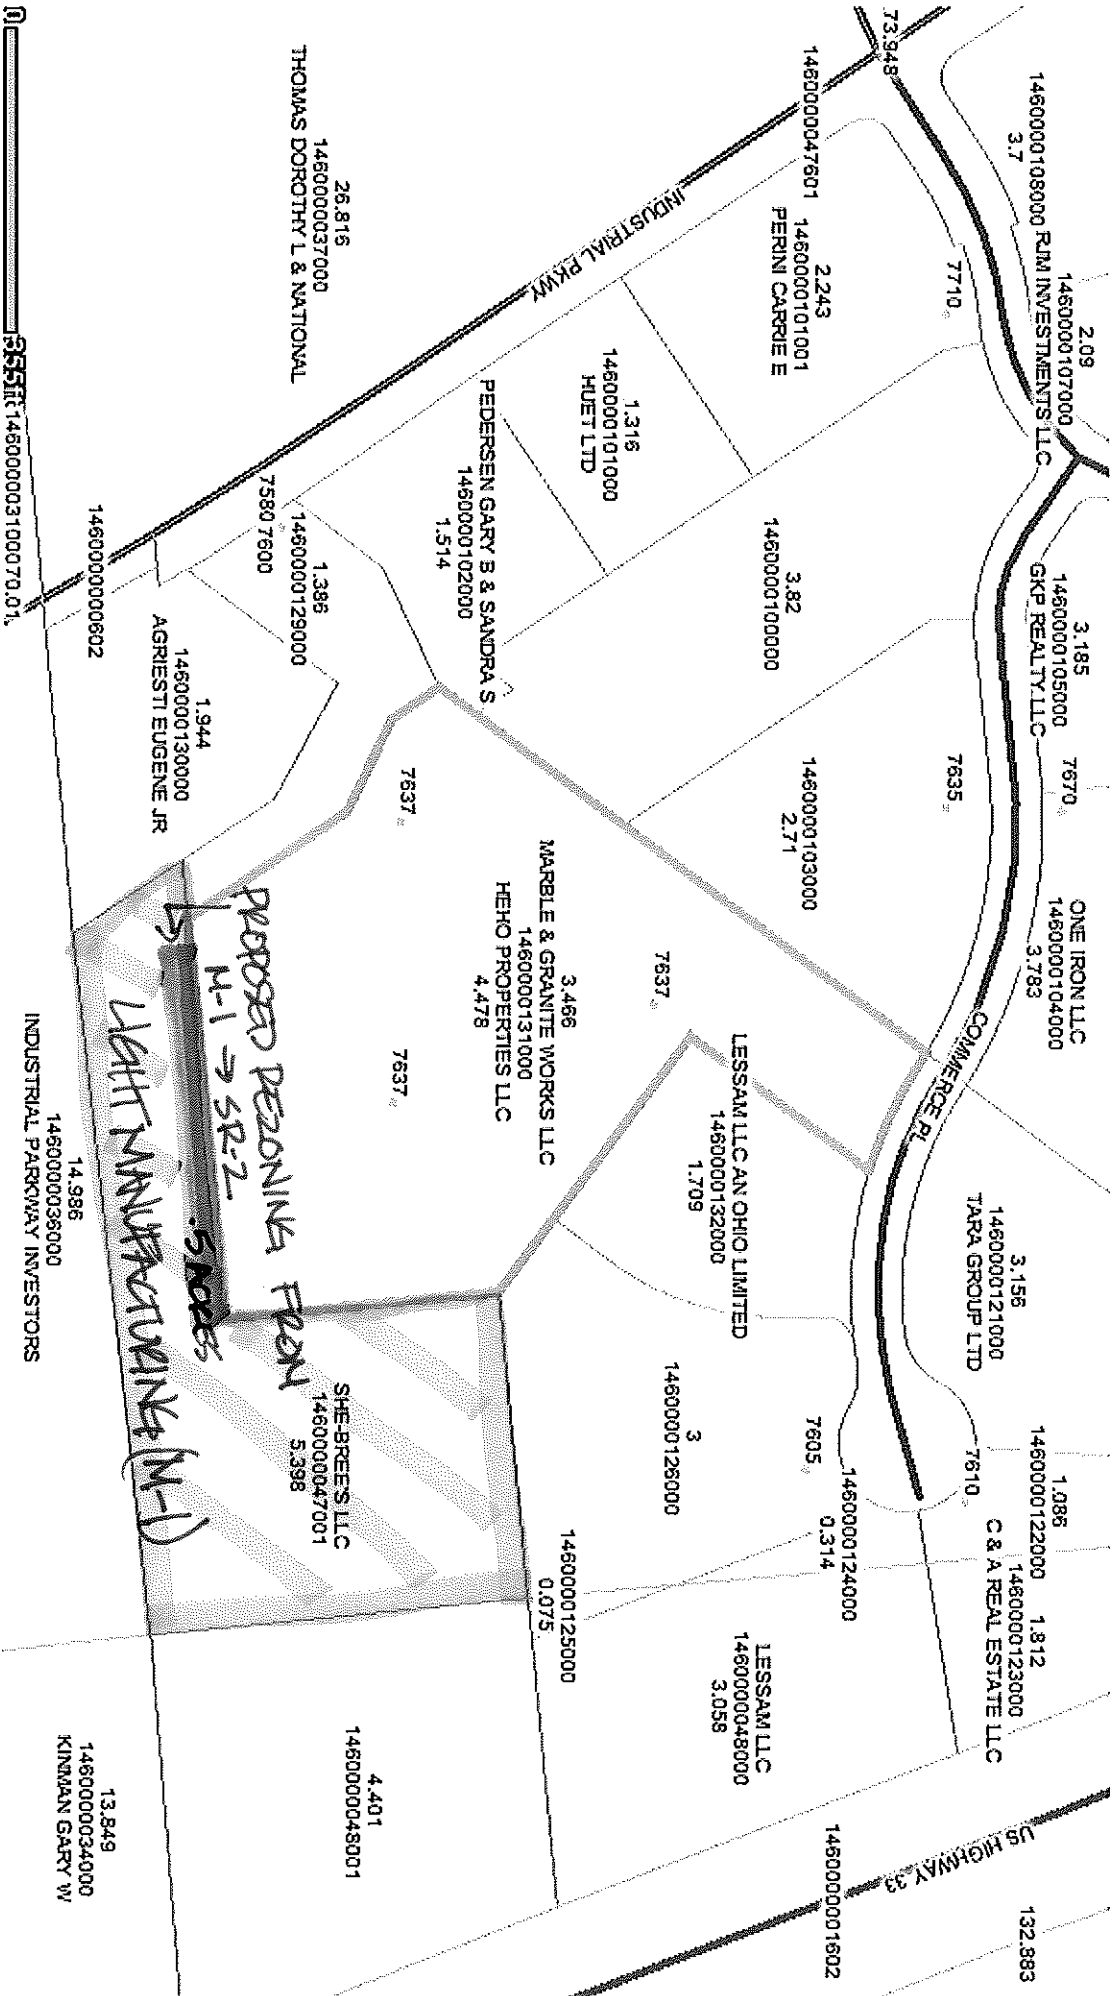 73.948
1460000108000 RJM INVESTMENTS LLC
3.7
2.09
1460000107000
3.185
1460000105000
GKP REALTY LLC
7670
ONE IRON LLC
1460000104000
3.783
COMMERCE PL
3.156
1460000121000
TARA GROUP LTD
1.086
1460000122000
7610
1.812
1460000123000
C & A REAL ESTATE LLC
US HIGHWAY 33
132.883
1460000001602
1460000047601
INDUSTRIAL PKWY
2.243
1460000101001
PERINI CARRIE E
7710
1.316
1460000101000
HUET LTD
3.82
1460000100000
7635
1460000103000
2.71
PEDERSEN GARY B & SANDRA S
1460000102000
1.514
7637
3.466
MARBLE & GRANITE WORKS LLC
1460000131000
HEHO PROPERTIES LLC
4.478
7637
7637
LESSAM LLC AN OHIO LIMITED
1460000132000
1.709
3
1460000126000
7605
1460000124000
0.314
1460000125000
0.075
LESSAM LLC
1460000048000
3.058
26.816
1460000037000
THOMAS DOROTHY L & NATIONAL
1.386
1460000129000
7580 7600
1460000000602
1.944
1460000130000
AGRIESTI EUGENE JR
PROPOSED REZONING FROM
M-1 → SR-2
.5 ACRES
LIGHT MANUFACTURING (M-1)
SHE-BREE'S LLC
1460000047001
5.398
4.401
1460000048001
13.849
1460000034000
KINMAN GARY W
14.986
1460000036000
INDUSTRIAL PARKWAY INVESTORS
0
355ft
1460000031000
70.01